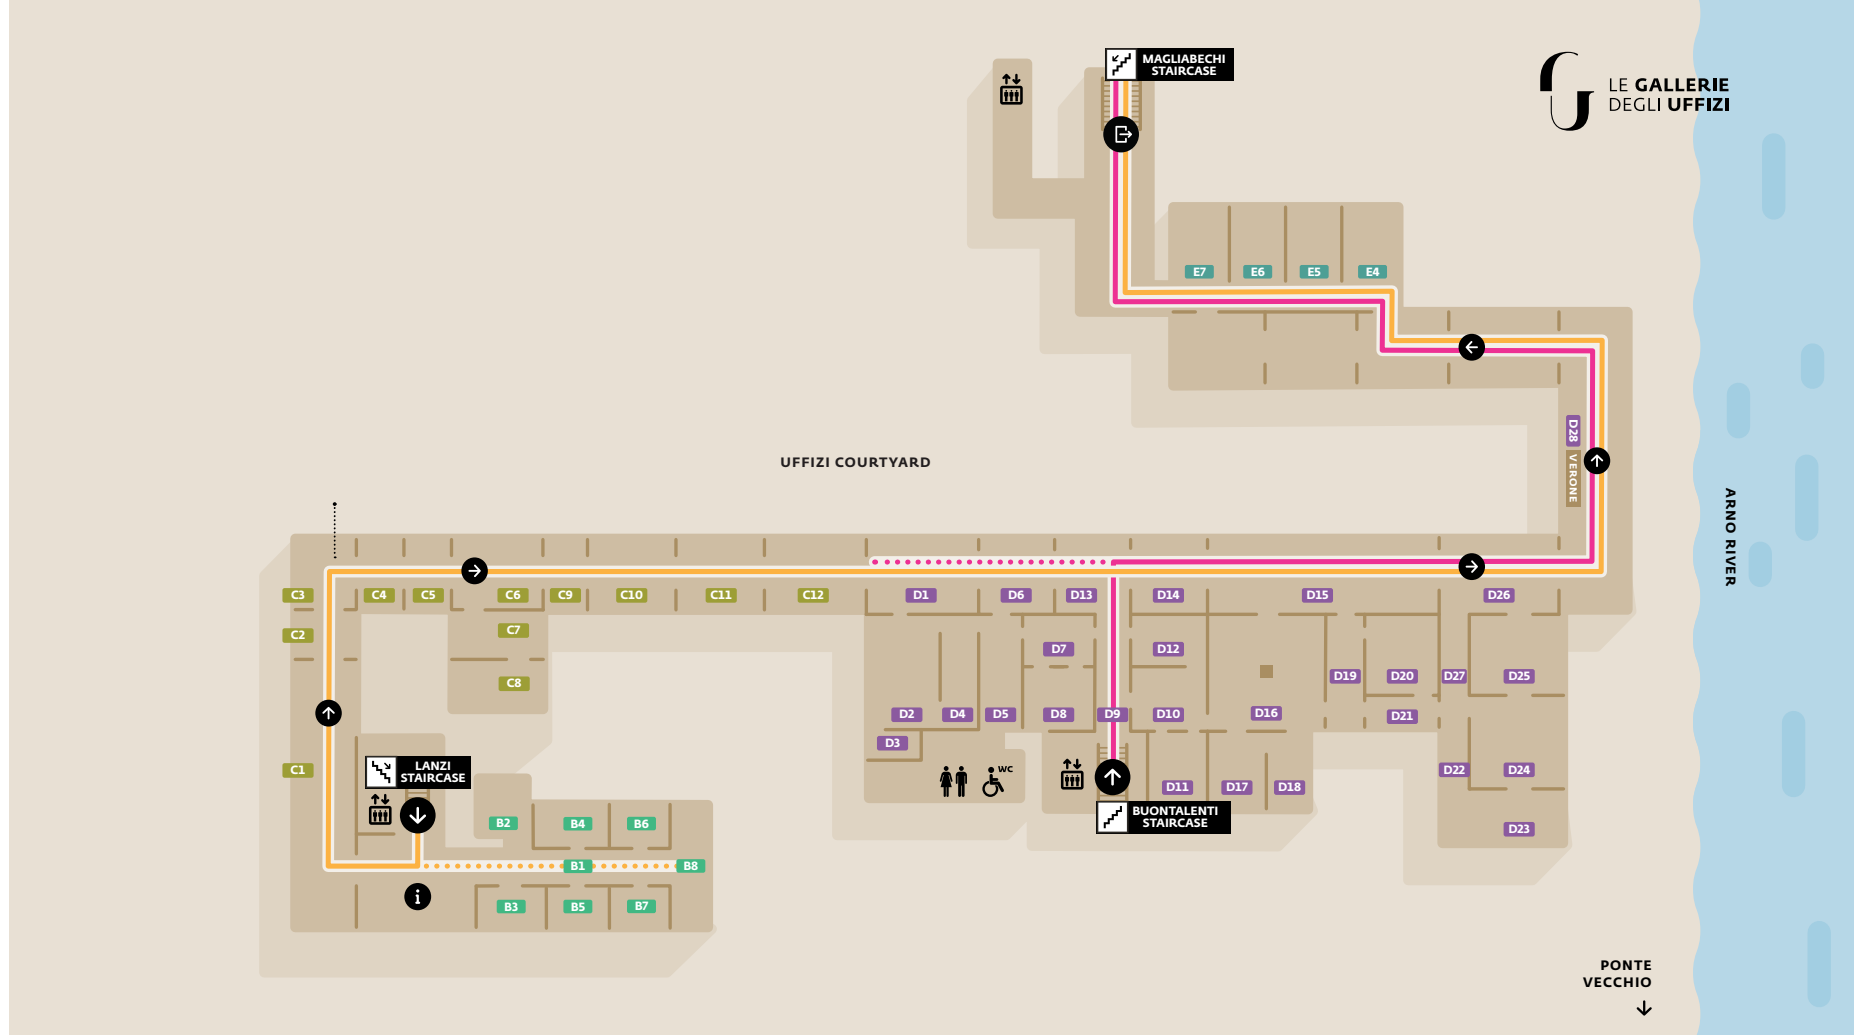 MAGLIABECHI
STAIRCASE
LE GALLERIE
DEGLI UFFIZI
E7
E6
E5
E4
D28
VERONE
UFFIZI COURTYARD
ARNO RIVER
C3
C4
C5
C6
C9
C10
C11
C12
D1
D6
D13
D14
D15
D26
C2
C7
D7
D12
C8
D19
D20
D27
D25
D2
D4
D5
D8
D9
D10
D16
D21
D3
C1
LANZI
STAIRCASE
WC
D11
D17
D18
D22
D24
BUONTALENTI
STAIRCASE
B2
B4
B6
D23
B1
B8
i
B3
B5
B7
PONTE
VECCHIO